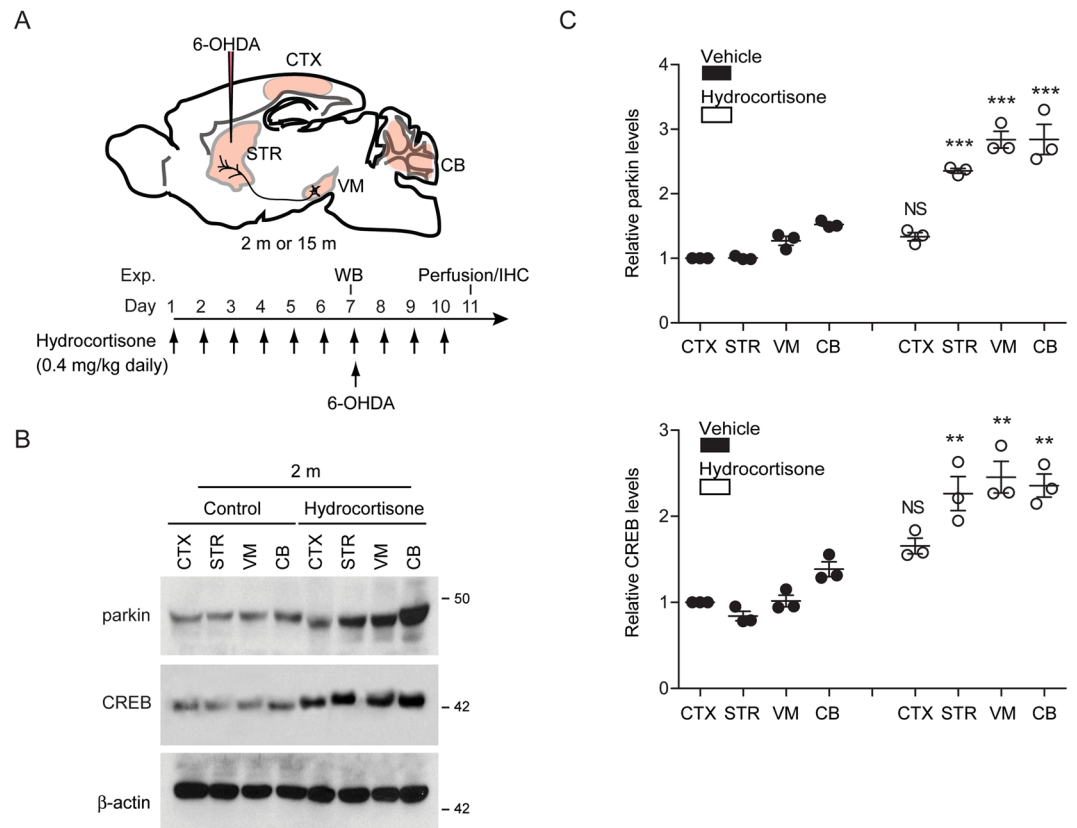 A
6-OHDA
CTX
STR
CB
VM
2 m or 15 m
Exp. WB Perfusion/IHC
Day 1 2 3 4 5 6 7 8 9 10 11
Hydrocortisone
(0.4 mg/kg daily)
6-OHDA
B
2 m
Control Hydrocortisone
CTX STR VM CB CTX STR VM CB
parkin
50
CREB
42
β-actin
42
C
Vehicle
Hydrocortisone
Relative parkin levels
4
3
2
1
0
NS *** *** ***
CTX STR VM CB CTX STR VM CB
Vehicle
Hydrocortisone
Relative CREB levels
3
2
1
0
NS ** ** **
CTX STR VM CB CTX STR VM CB